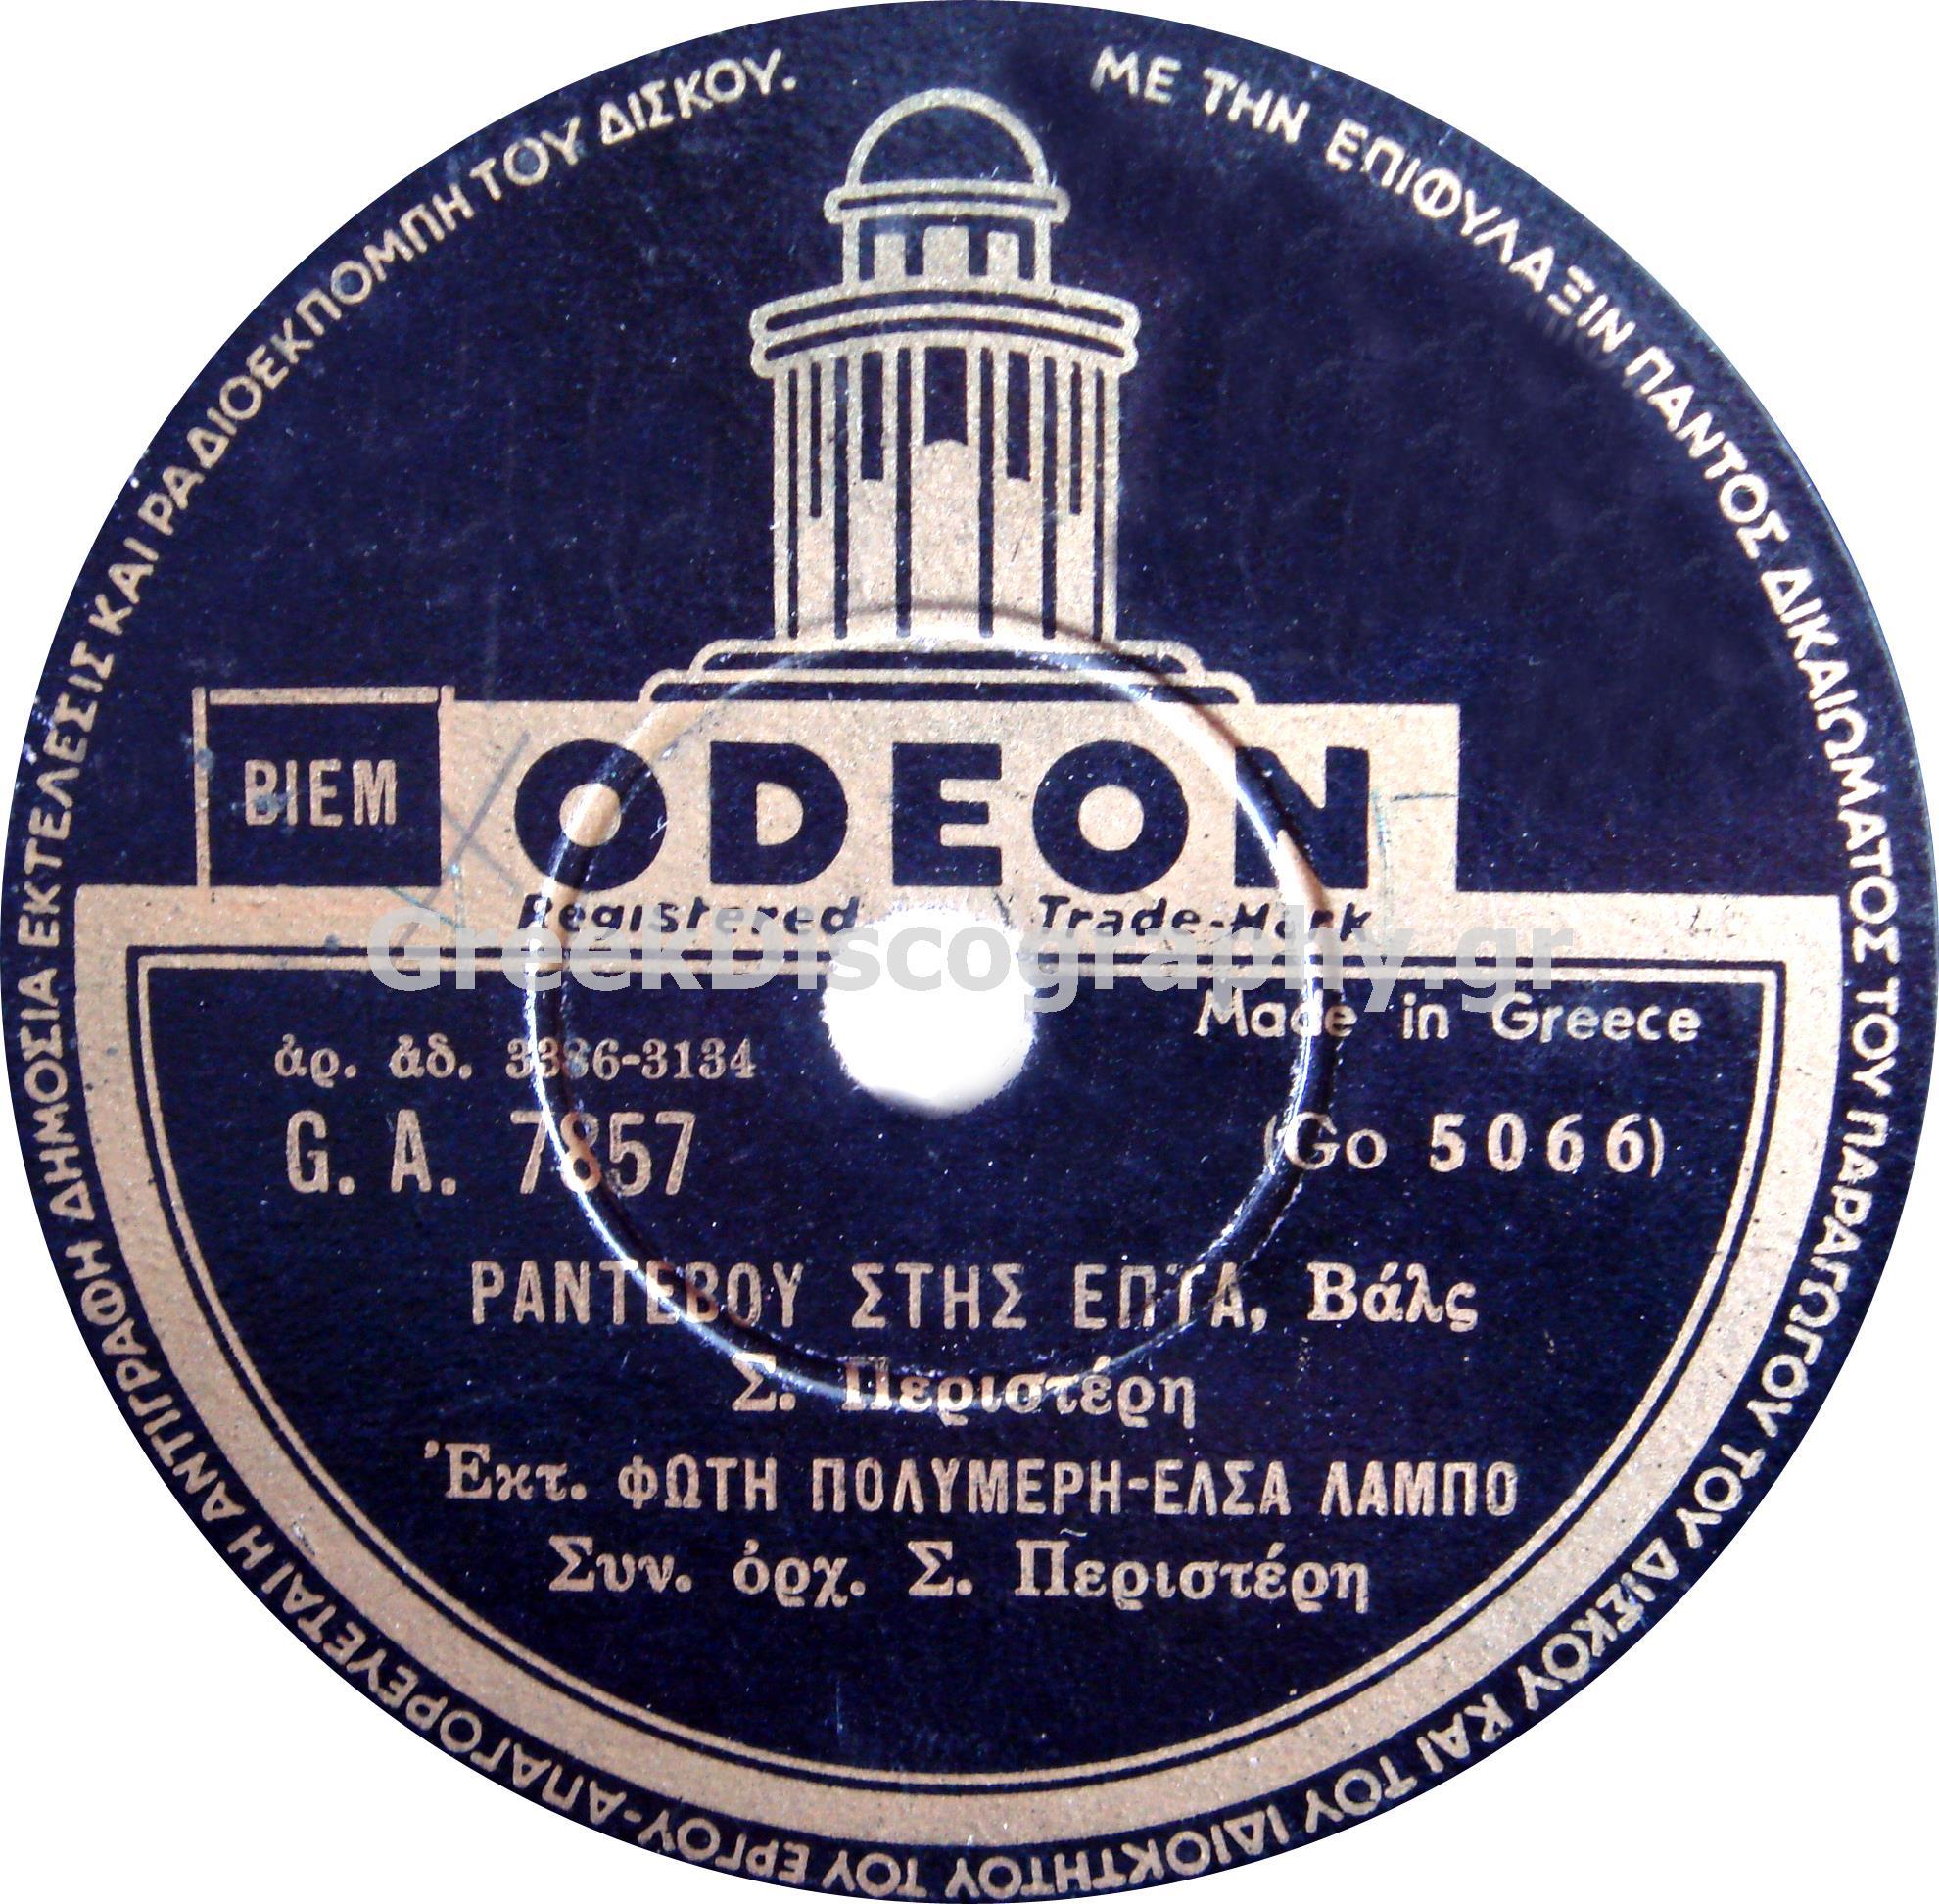 ΜΕ ΤΗΝ ΕΠΙΦΥΛΑΞΙΝ ΠΑΝΤΟΣ ΔΙΚΑΙΩΜΑΤΟΣ ΤΟΥ ΠΑΡΑΓΩΓΟΥ ΤΟΥ ΔΙΣΚΟΥ ΚΑΙ ΤΟΥ ΙΔΙΟΚΤΗΤΟΥ ΤΟΥ ΕΡΓΟΥ-ΑΠΑΓΟΡΕΥΕΤΑΙ Η ΑΝΤΙΓΡΑΦΗ ΔΗΜΟΣΙΑ ΕΚΤΕΛΕΣΙΣ ΚΑΙ ΡΑΔΙΟΕΚΠΟΜΠΗ ΤΟΥ ΔΙΣΚΟΥ.
BIEM
ODEON
Registered Trade-Mark
GreekDiscography.gr
Made in Greece
ἀρ. ἀδ.
G. A. 7857
(Go 5066)
ΡΑΝΤΕΒΟΥ ΣΤΗΣ ΕΠΤΑ, Βάλς
Σ. Περιστέρη
Ἐκτ. ΦΩΤΗ ΠΟΛΥΜΕΡΗ-ΕΛΣΑ ΛΑΜΠΟ
Συν. ὀρχ. Σ. Περιστέρη